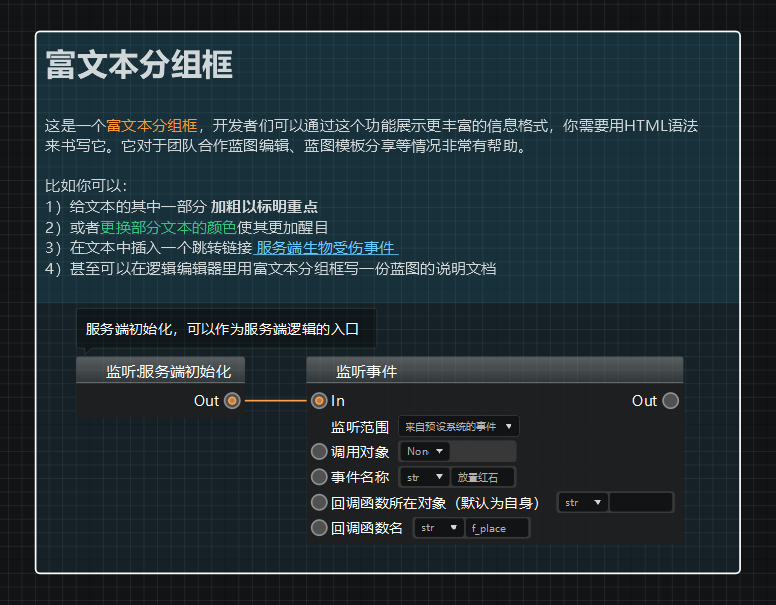 富文本分组框
这是一个富文本分组框，开发者们可以通过这个功能展示更丰富的信息格式，你需要用HTML语法
来书写它。它对于团队合作蓝图编辑、蓝图模板分享等情况非常有帮助。
比如你可以：
1）给文本的其中一部分 加粗以标明重点
2）或者更换部分文本的颜色使其更加醒目
3）在文本中插入一个跳转链接 服务端生物受伤事件
4）甚至可以在逻辑编辑器里用富文本分组框写一份蓝图的说明文档
服务端初始化，可以作为服务端逻辑的入口
监听:服务端初始化
Out
监听事件
In
Out
监听范围 来自预设系统的事件
调用对象 Non
事件名称 str 放置红石
回调函数所在对象（默认为自身） str
回调函数名 str f_place